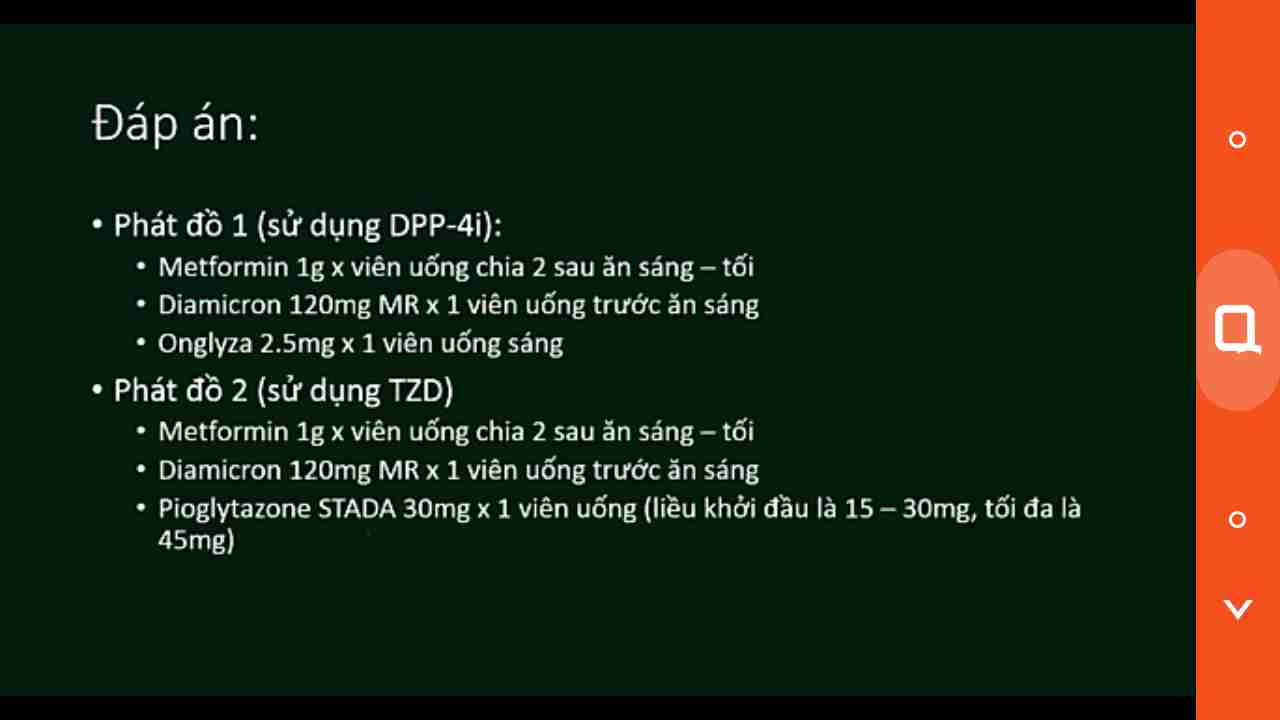 Đáp án:
• Phát đồ 1 (sử dụng DPP-4i):
• Metformin 1g x viên uống chia 2 sau ăn sáng – tối
• Diamicron 120mg MR x 1 viên uống trước ăn sáng
• Onglyza 2.5mg x 1 viên uống sáng
• Phát đồ 2 (sử dụng TZD)
• Metformin 1g x viên uống chia 2 sau ăn sáng – tối
• Diamicron 120mg MR x 1 viên uống trước ăn sáng
• Pioglytazone STADA 30mg x 1 viên uống (liều khởi đầu là 15 – 30mg, tối đa là
45mg)